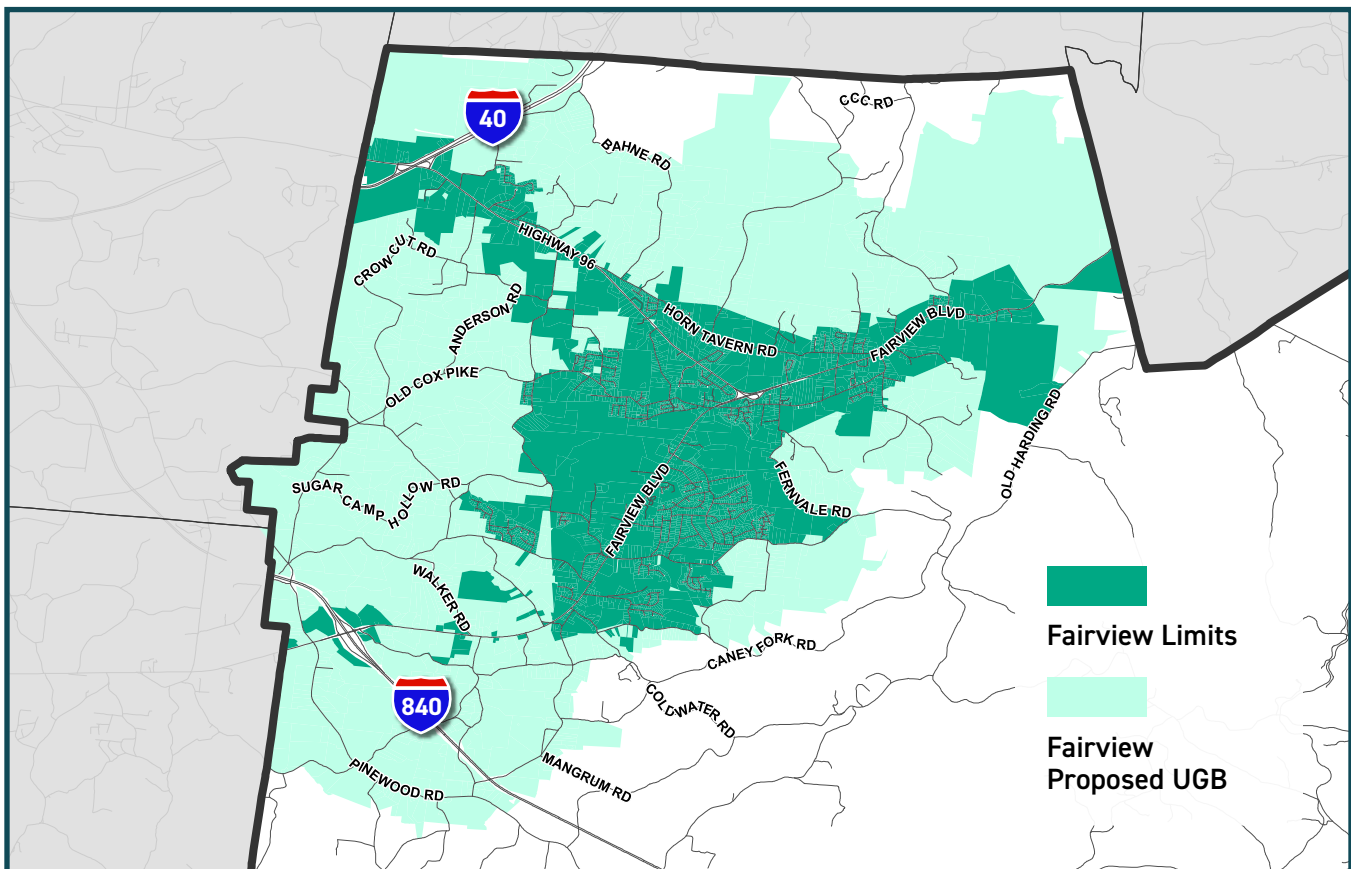 CCC RD
40
BAHNE RD
HIGHWAY 96
CROW CUT RD
ANDERSON RD
HORN TAVERN RD
FAIRVIEW BLVD
OLD COX PIKE
OLD HARDING RD
SUGAR CAMP HOLLOW RD
FAIRVIEW BLVD
FERNVALE RD
WALKER RD
Fairview Limits
CANEY FORK RD
840
COLDWATER RD
Fairview
Proposed UGB
PINEWOOD RD
MANGRUM RD